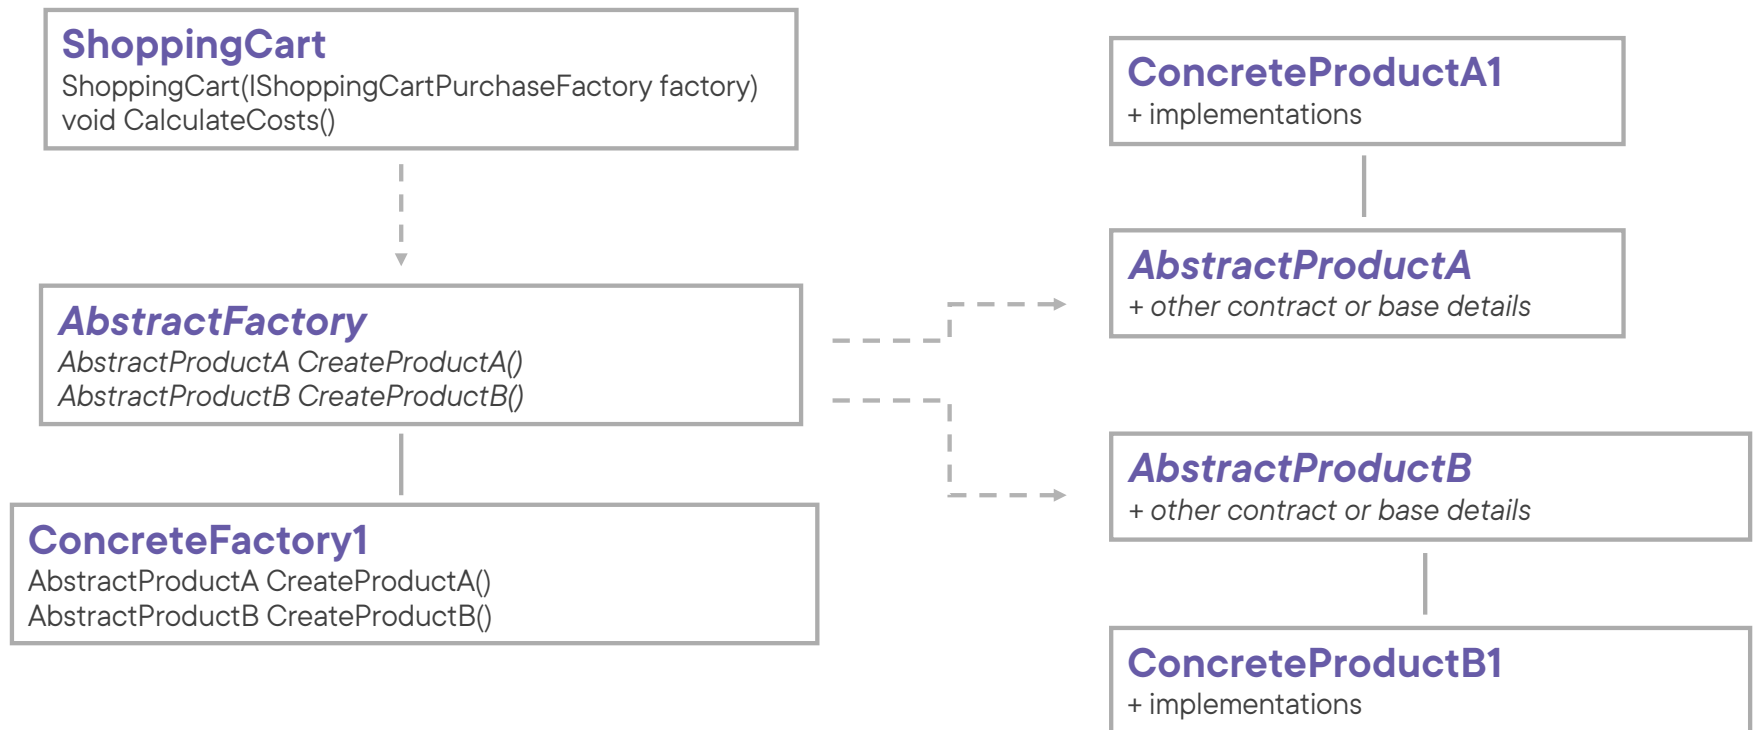 ShoppingCart
ShoppingCart(IShoppingCartPurchaseFactory factory)
void CalculateCosts()
AbstractFactory
AbstractProductA CreateProductA()
AbstractProductB CreateProductB()
ConcreteFactory1
AbstractProductA CreateProductA()
AbstractProductB CreateProductB()
ConcreteProductA1
+ implementations
AbstractProductA
+ other contract or base details
AbstractProductB
+ other contract or base details
ConcreteProductB1
+ implementations